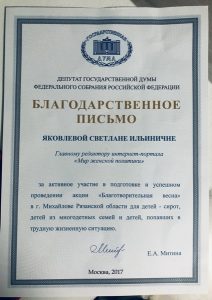 ГОСУДАРСТВЕННАЯ
ДУМА
ДЕПУТАТ ГОСУДАРСТВЕННОЙ ДУМЫ
ФЕДЕРАЛЬНОГО СОБРАНИЯ РОССИЙСКОЙ ФЕДЕРАЦИИ
БЛАГОДАРСТВЕННОЕ
ПИСЬМО
ЯКОВЛЕВОЙ СВЕТЛАНЕ ИЛЬИНИЧНЕ
Главному редактору интернет-портала
«Мир женской политики»
за активное участие в подготовке и успешном
проведении акции «Благотворительная весна»
в г. Михайлове Рязанской области для детей - сирот,
детей из многодетных семей и детей, попавших в
трудную жизненную ситуацию.
Е.А. Митина
Москва, 2017